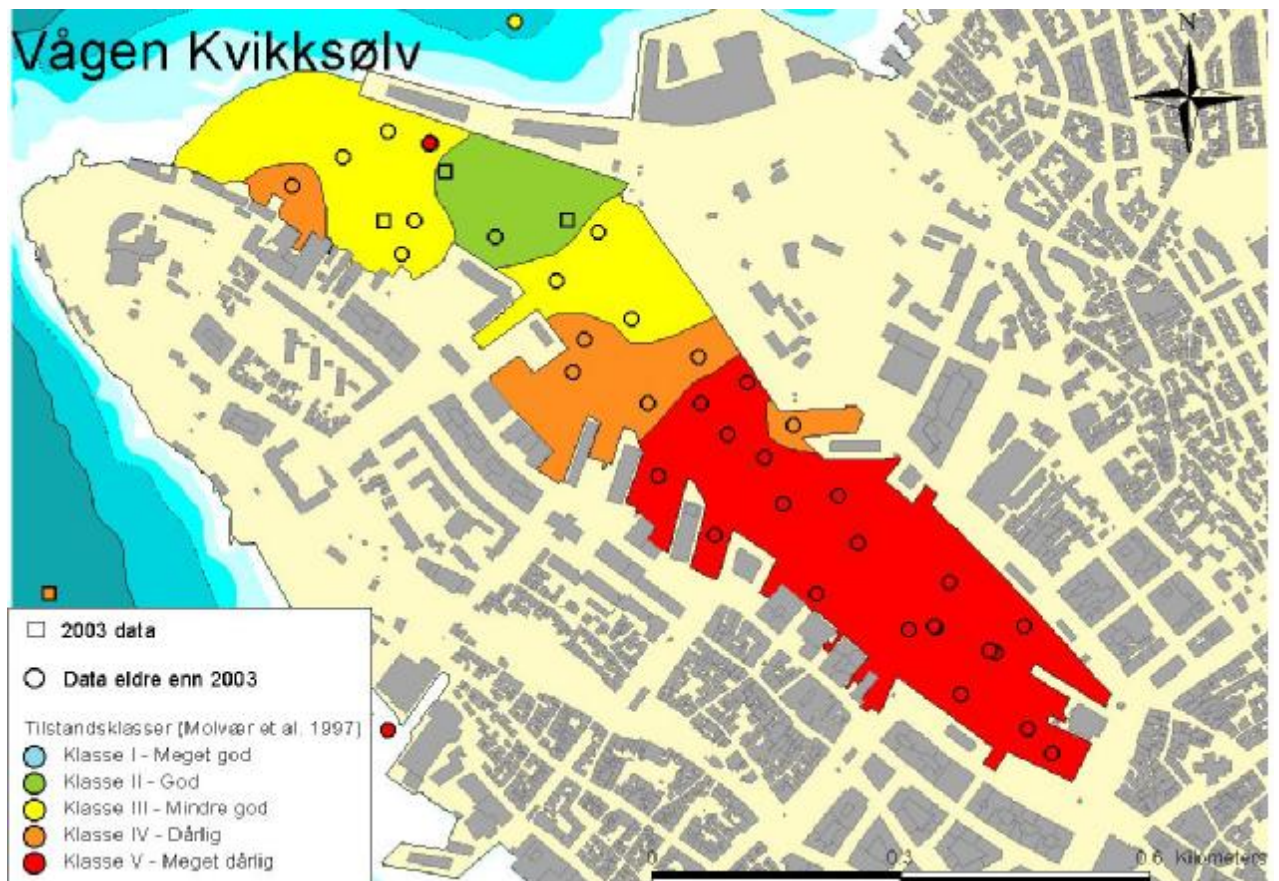 Vågen Kvikksølv
N
2003 data
Data eldre enn 2003
Tilstandsklasser (Molvær et al. 1997)
Klasse I - Meget god
Klasse II - God
Klasse III - Mindre god
Klasse IV - Dårlig
Klasse V - Meget dårlig
0 0.3 0.6 Kilometers